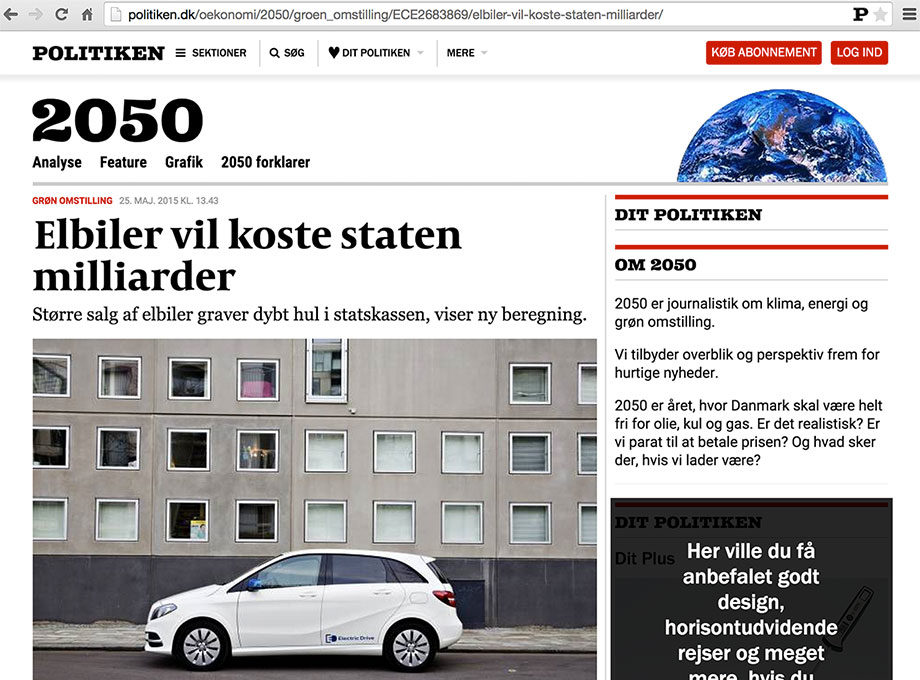 politiken.dk/oekonomi/2050/groen_omstilling/ECE2683869/elbiler-vil-koste-staten-milliarder/
P
POLITIKEN SEKTIONER SØG DIT POLITIKEN MERE KØB ABONNEMENT LOG IND
2050
Analyse Feature Grafik 2050 forklarer
GRØN OMSTILLING 25. MAJ. 2015 KL. 13.43
Elbiler vil koste staten
milliarder
Større salg af elbiler graver dybt hul i statskassen, viser ny beregning.
Electric Drive
DIT POLITIKEN
OM 2050
2050 er journalistik om klima, energi og
grøn omstilling.
Vi tilbyder overblik og perspektiv frem for
hurtige nyheder.
2050 er året, hvor Danmark skal være helt
fri for olie, kul og gas. Er det realistisk? Er
vi parat til at betale prisen? Og hvad sker
der, hvis vi lader være?
DIT POLITIKEN
Dit Plus
Her ville du få
anbefalet godt
design,
horisontudvidende
rejser og meget
mere, hvis du